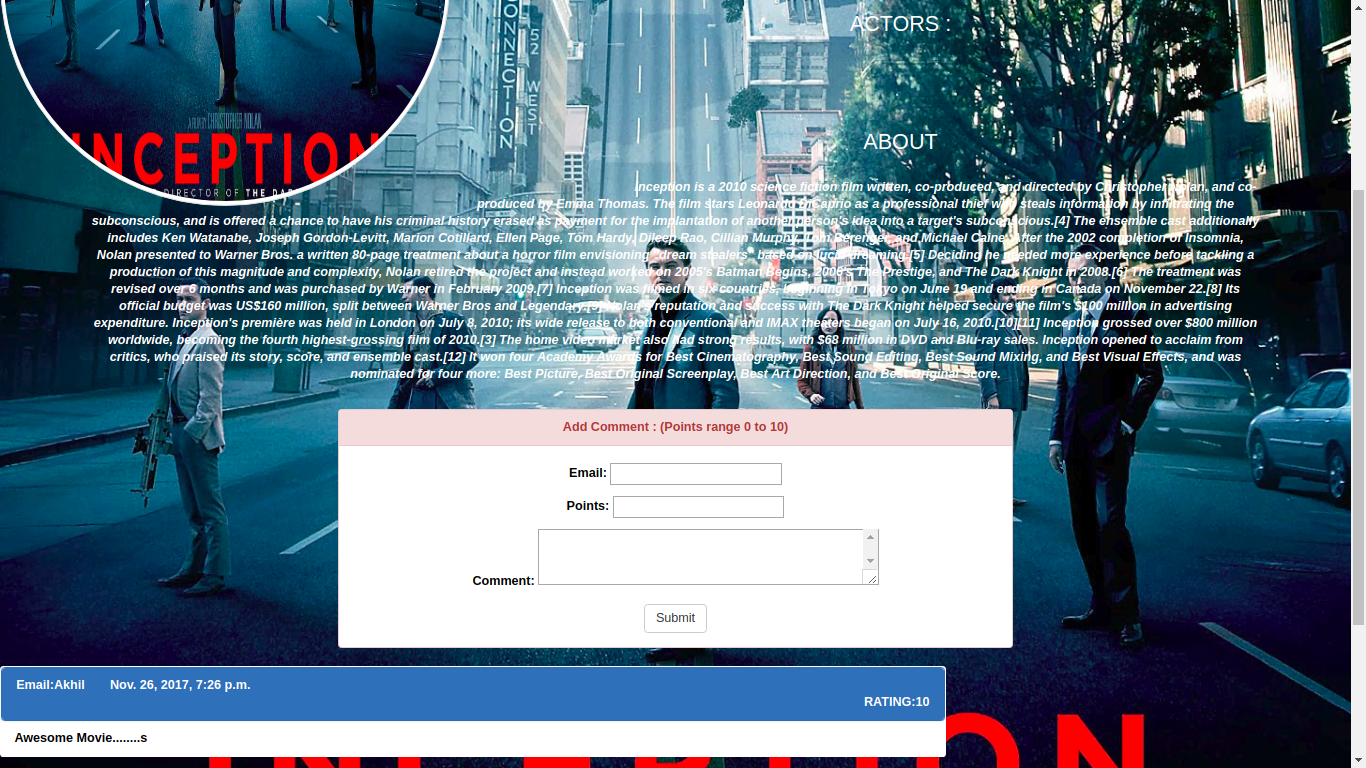 CONNECTION
52 WEST
ACTORS :
A FILM BY CHRISTOPHER NOLAN
INCEPTION
DIRECTOR OF THE DA
ABOUT
Inception is a 2010 science fiction film written, co-produced, and directed by Christopher Nolan, and co-
produced by Emma Thomas. The film stars Leonardo DiCaprio as a professional thief who steals information by infiltrating the
subconscious, and is offered a chance to have his criminal history erased as payment for the implantation of another person's idea into a target's subconscious.[4] The ensemble cast additionally
includes Ken Watanabe, Joseph Gordon-Levitt, Marion Cotillard, Ellen Page, Tom Hardy, Dileep Rao, Cillian Murphy, Tom Berenger, and Michael Caine. After the 2002 completion of Insomnia,
Nolan presented to Warner Bros. a written 80-page treatment about a horror film envisioning "dream stealers" based on lucid dreaming.[5] Deciding he needed more experience before tackling a
production of this magnitude and complexity, Nolan retired the project and instead worked on 2005's Batman Begins, 2006's The Prestige, and The Dark Knight in 2008.[6] The treatment was
revised over 6 months and was purchased by Warner in February 2009.[7] Inception was filmed in six countries, beginning in Tokyo on June 19 and ending in Canada on November 22.[8] Its
official budget was US$160 million, split between Warner Bros and Legendary.[9] Nolan's reputation and success with The Dark Knight helped secure the film's $100 million in advertising
expenditure. Inception's première was held in London on July 8, 2010; its wide release to both conventional and IMAX theaters began on July 16, 2010.[10][11] Inception grossed over $800 million
worldwide, becoming the fourth highest-grossing film of 2010.[3] The home video market also had strong results, with $68 million in DVD and Blu-ray sales. Inception opened to acclaim from
critics, who praised its story, score, and ensemble cast.[12] It won four Academy Awards for Best Cinematography, Best Sound Editing, Best Sound Mixing, and Best Visual Effects, and was
nominated for four more: Best Picture, Best Original Screenplay, Best Art Direction, and Best Original Score.
Add Comment : (Points range 0 to 10)
Email:
Points:
Comment:
Submit
Email:Akhil Nov. 26, 2017, 7:26 p.m.
RATING:10
Awesome Movie........s
INCEPTION